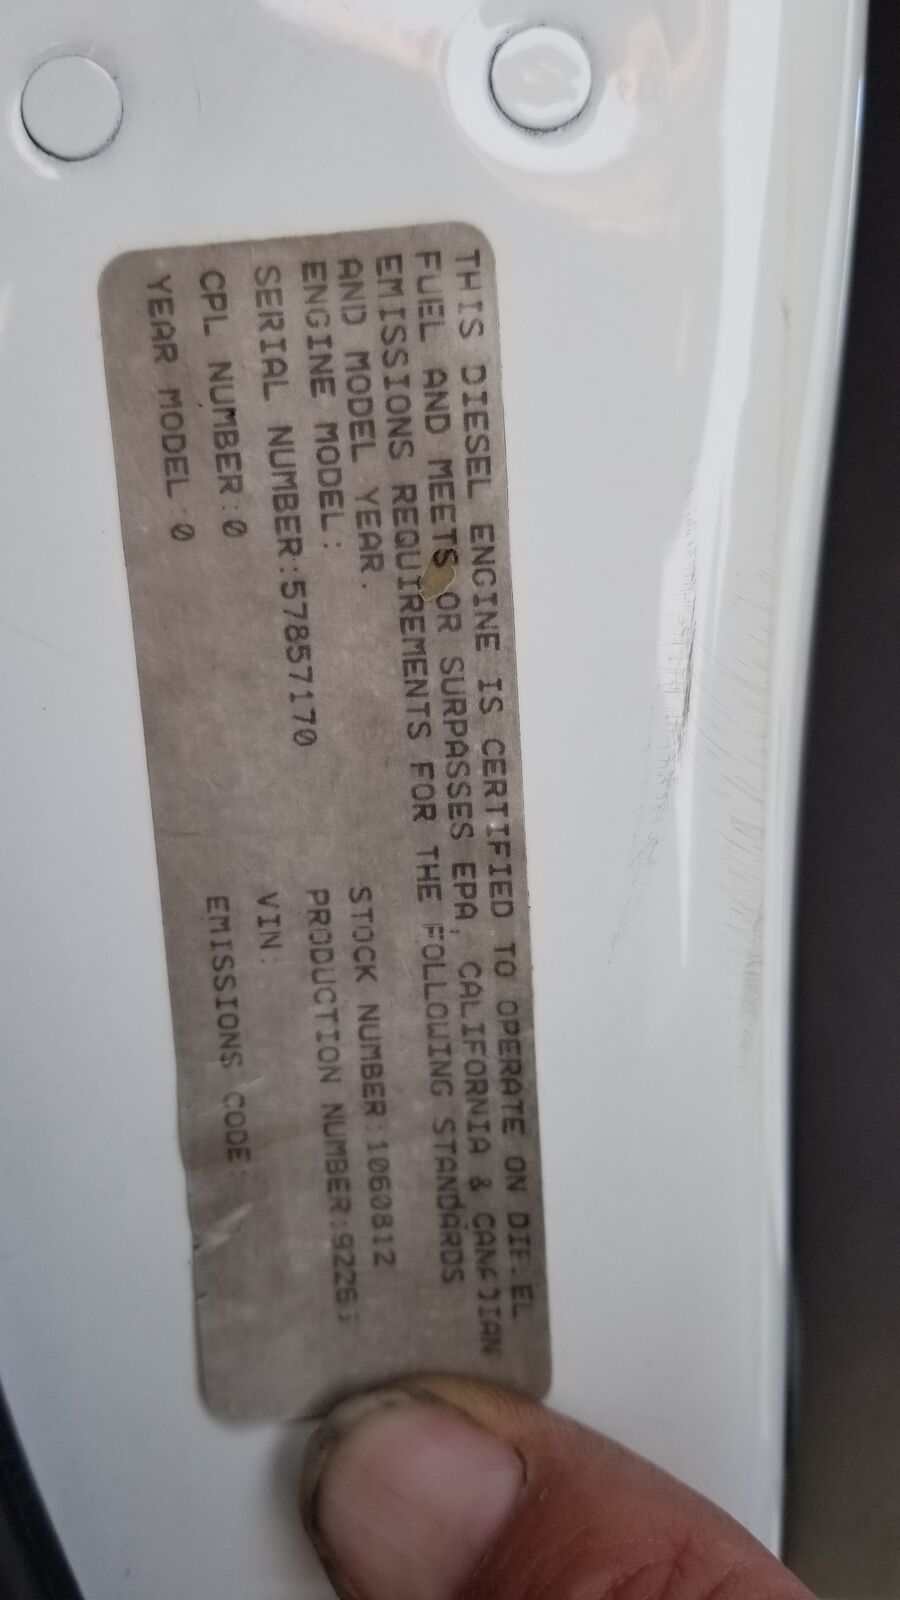 THIS DIESEL ENGINE IS CERTIFIED TO OPERATE ON
FUEL AND MEETS OR SURPASSES EPA, CALIFORNIA &
EMISSIONS REQUIREMENTS FOR THE FOLLOWING STANDARDS
AND MODEL YEAR.
ENGINE MODEL: STOCK NUMBER:1060812
SERIAL NUMBER:57857170 PRODUCTION NUMBER:
CPL NUMBER:0 VIN:
YEAR MODEL:0 EMISSIONS CODE: